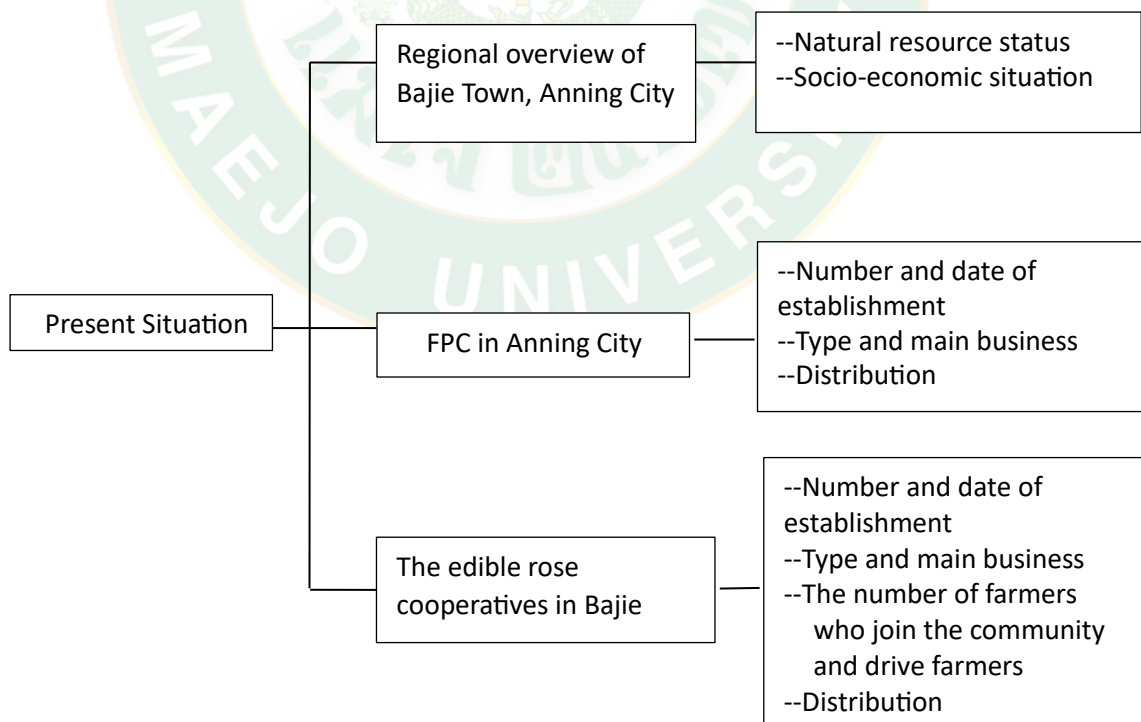 Regional overview of
Bajie Town, Anning City
--Natural resource status
--Socio-economic situation
MAEJO UNIVERSI
Present Situation
FPC in Anning City
--Number and date of
establishment
--Type and main business
--Distribution
The edible rose
cooperatives in Bajie
--Number and date of
establishment
--Type and main business
--The number of farmers
who join the community
and drive farmers
--Distribution